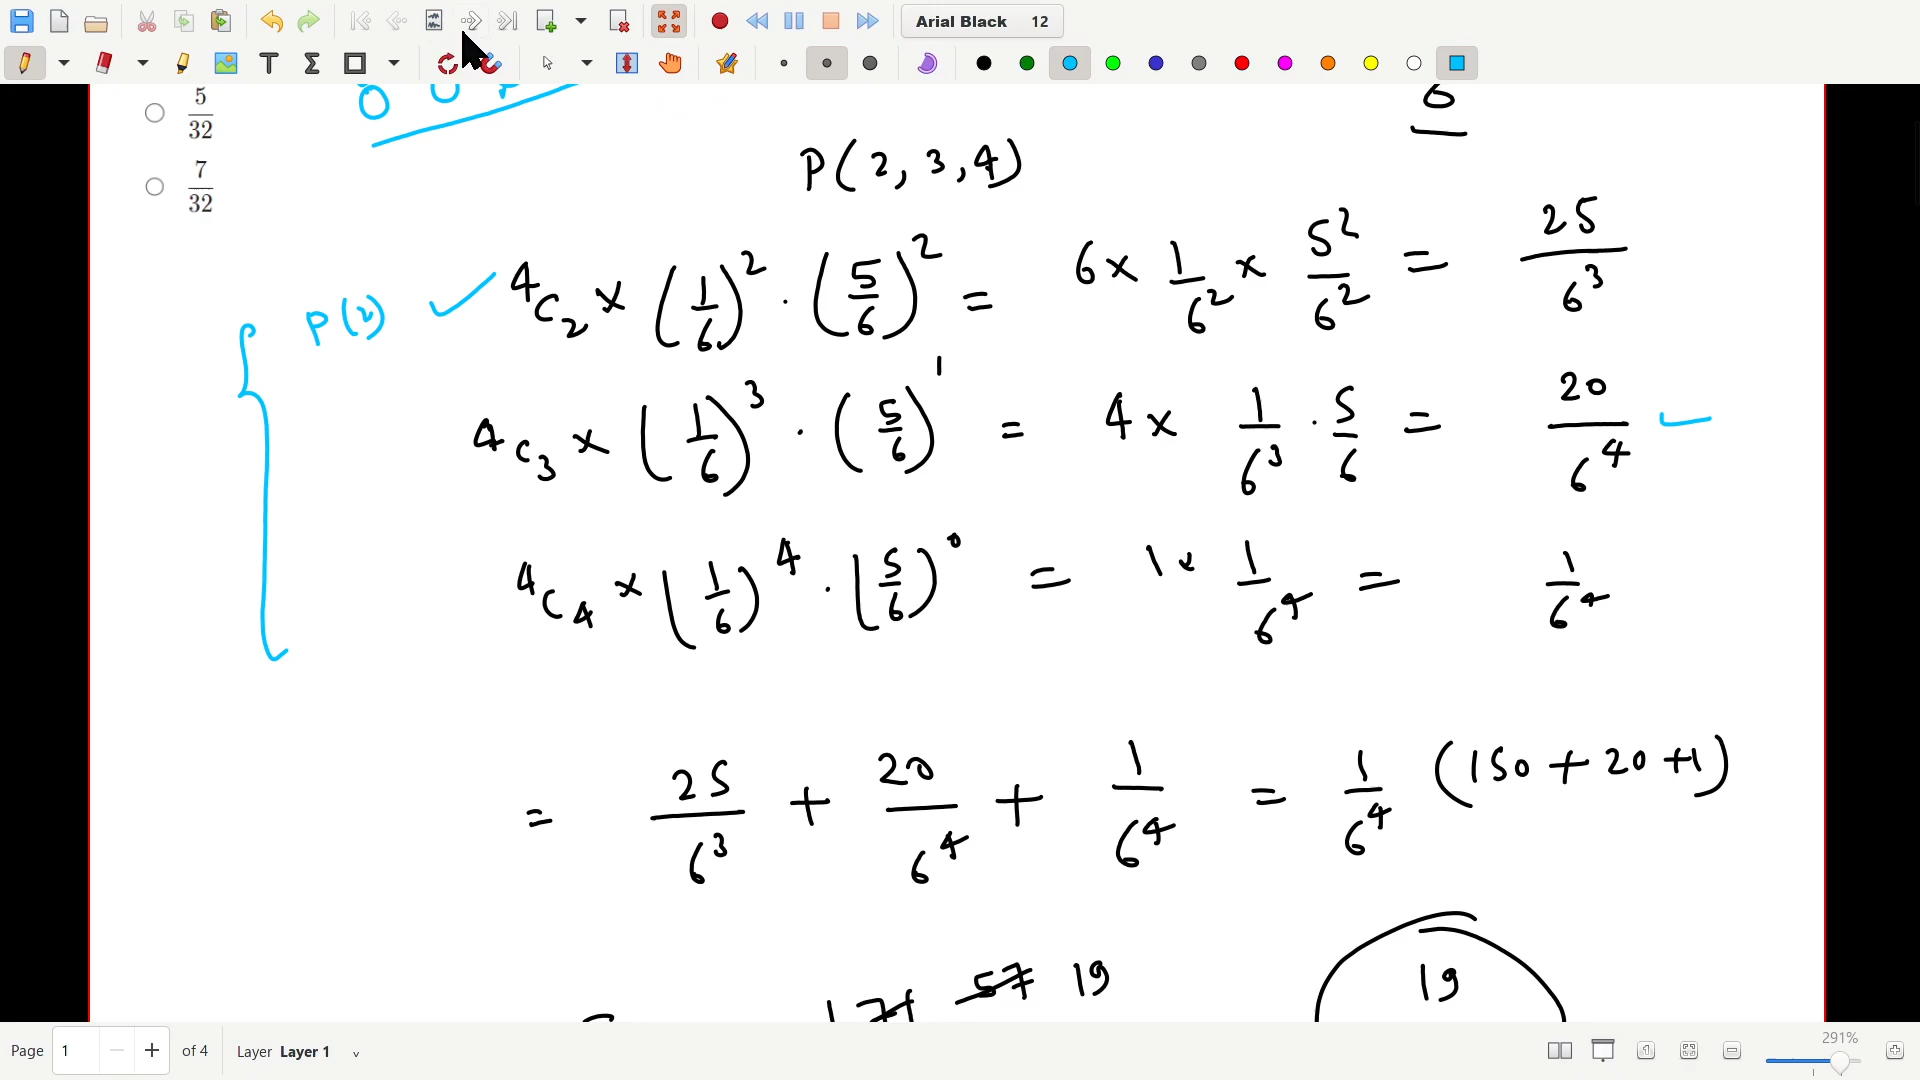 Arial Black 12
5/32
7/32
P(2, 3, 4)
P(2) ✓ 4C2 × (1/6)^2 · (5/6)^2 = 6 × 1/6^2 × 5^2/6^2 = 25/6^3
4C3 × (1/6)^3 · (5/6)^1 = 4 × 1/6^3 · 5/6 = 20/6^4
4C4 × (1/6)^4 · (5/6)^0 = 1 × 1/6^4 = 1/6^4
= 25/6^3 + 20/6^4 + 1/6^4 = 1/6^4 (150 + 20 + 1)
171 57 19 19
Page 1 of 4 Layer Layer 1 291%